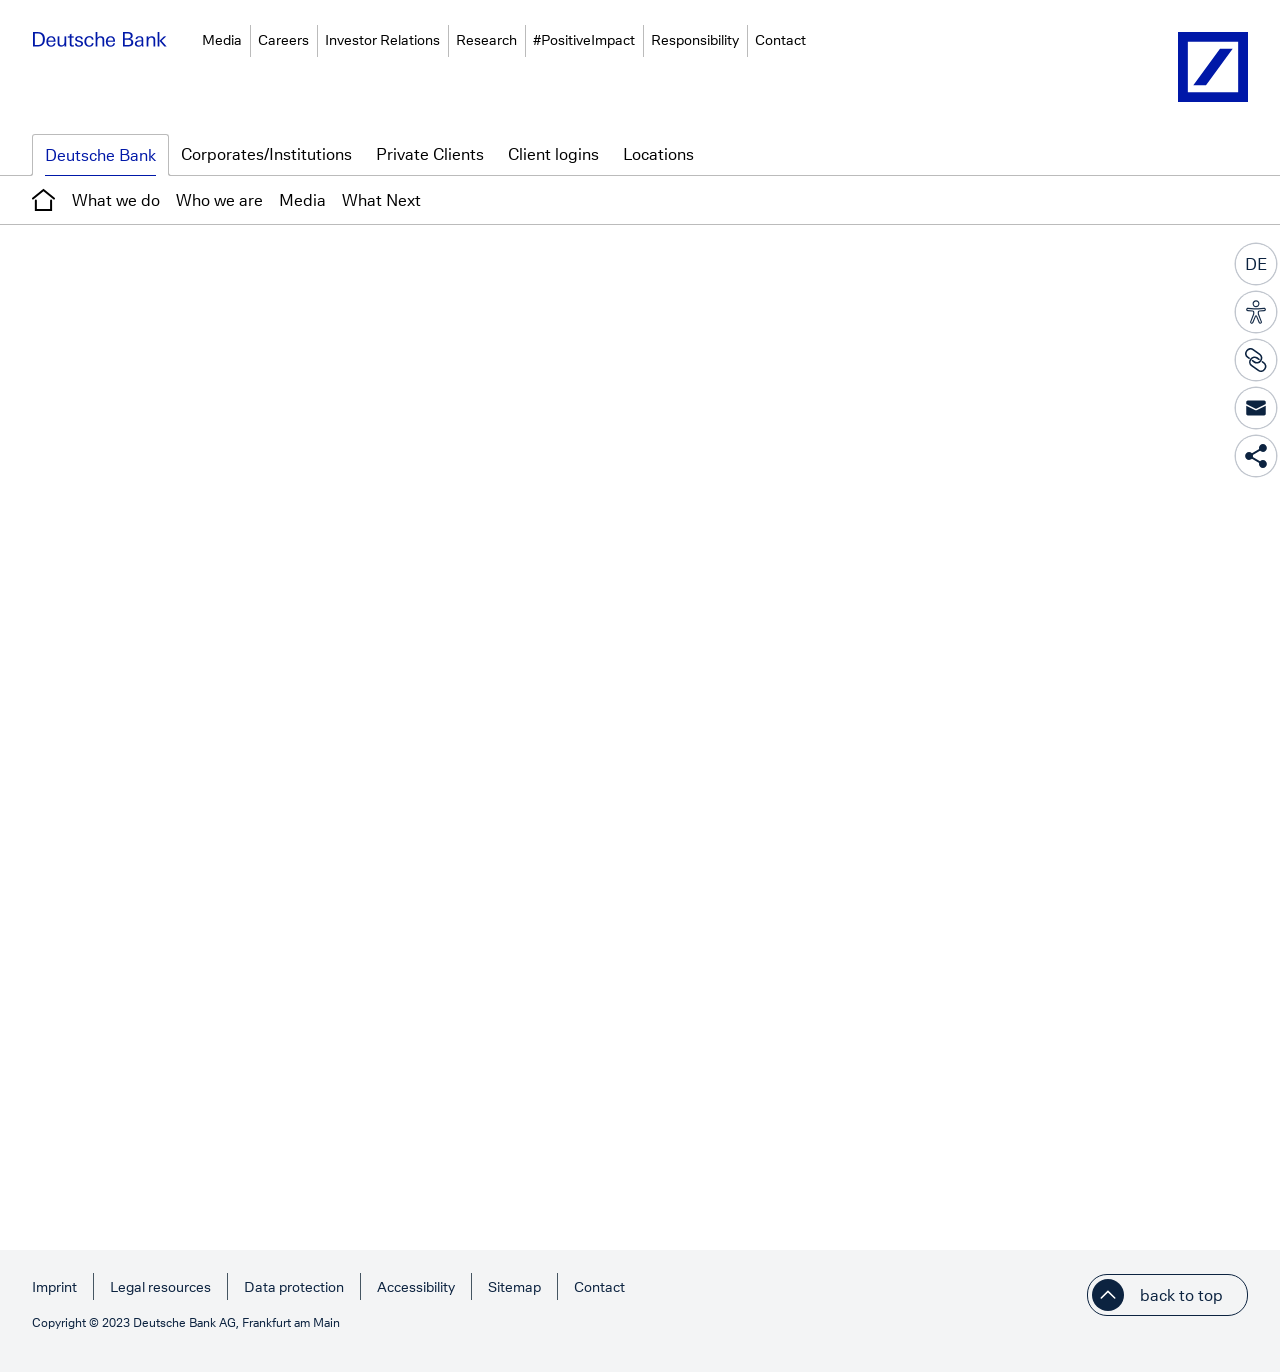 Deutsche Bank
Media
Careers
Investor Relations
Research
#PositiveImpact
Responsibility
Contact
Deutsche Bank
Corporates/Institutions
Private Clients
Client logins
Locations
What we do
Who we are
Media
What Next
DE
Imprint
Legal resources
Data protection
Accessibility
Sitemap
Contact
back to top
Copyright © 2023 Deutsche Bank AG, Frankfurt am Main